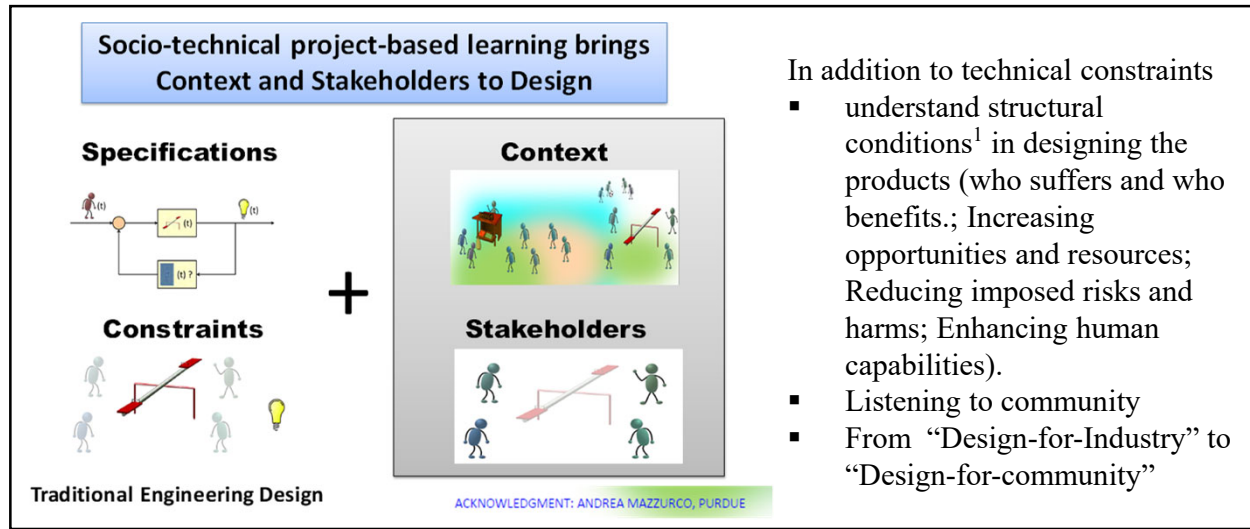 Socio-technical project-based learning brings
Context and Stakeholders to Design
Specifications
(t)
(t)
(t)
(t) ?
Constraints
Traditional Engineering Design
+
Context
Stakeholders
ACKNOWLEDGMENT: ANDREA MAZZURCO, PURDUE
In addition to technical constraints
▪ understand structural
conditions¹ in designing the
products (who suffers and who
benefits.; Increasing
opportunities and resources;
Reducing imposed risks and
harms; Enhancing human
capabilities).
▪ Listening to community
▪ From “Design-for-Industry” to
“Design-for-community”